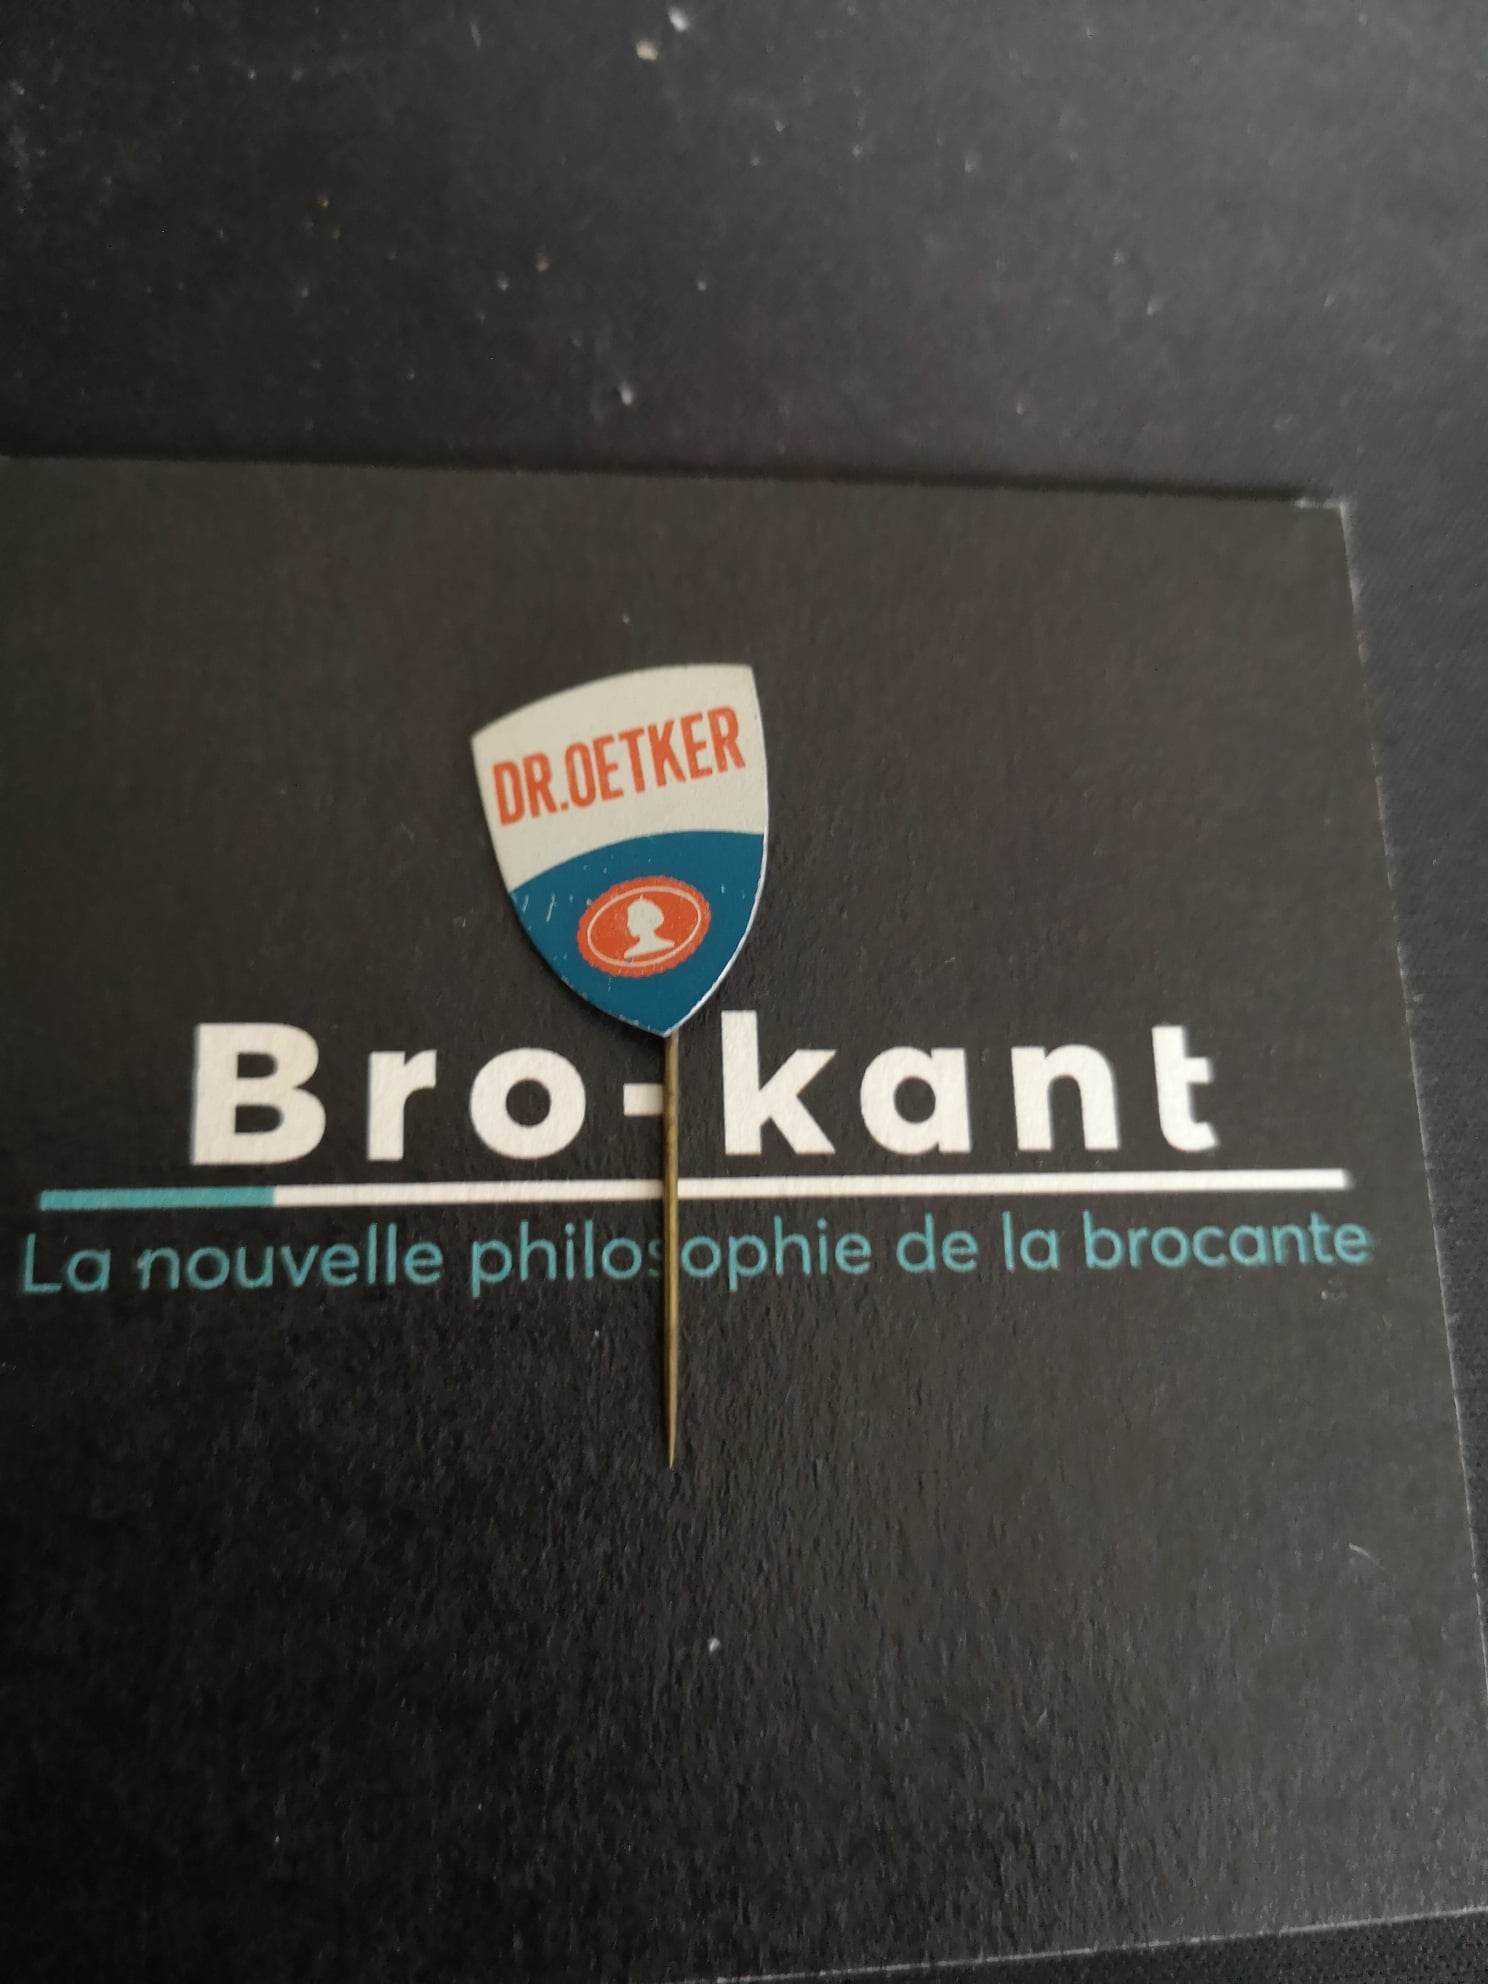 DR.OETKER
Bro-kant
La nouvelle philosophie de la brocante